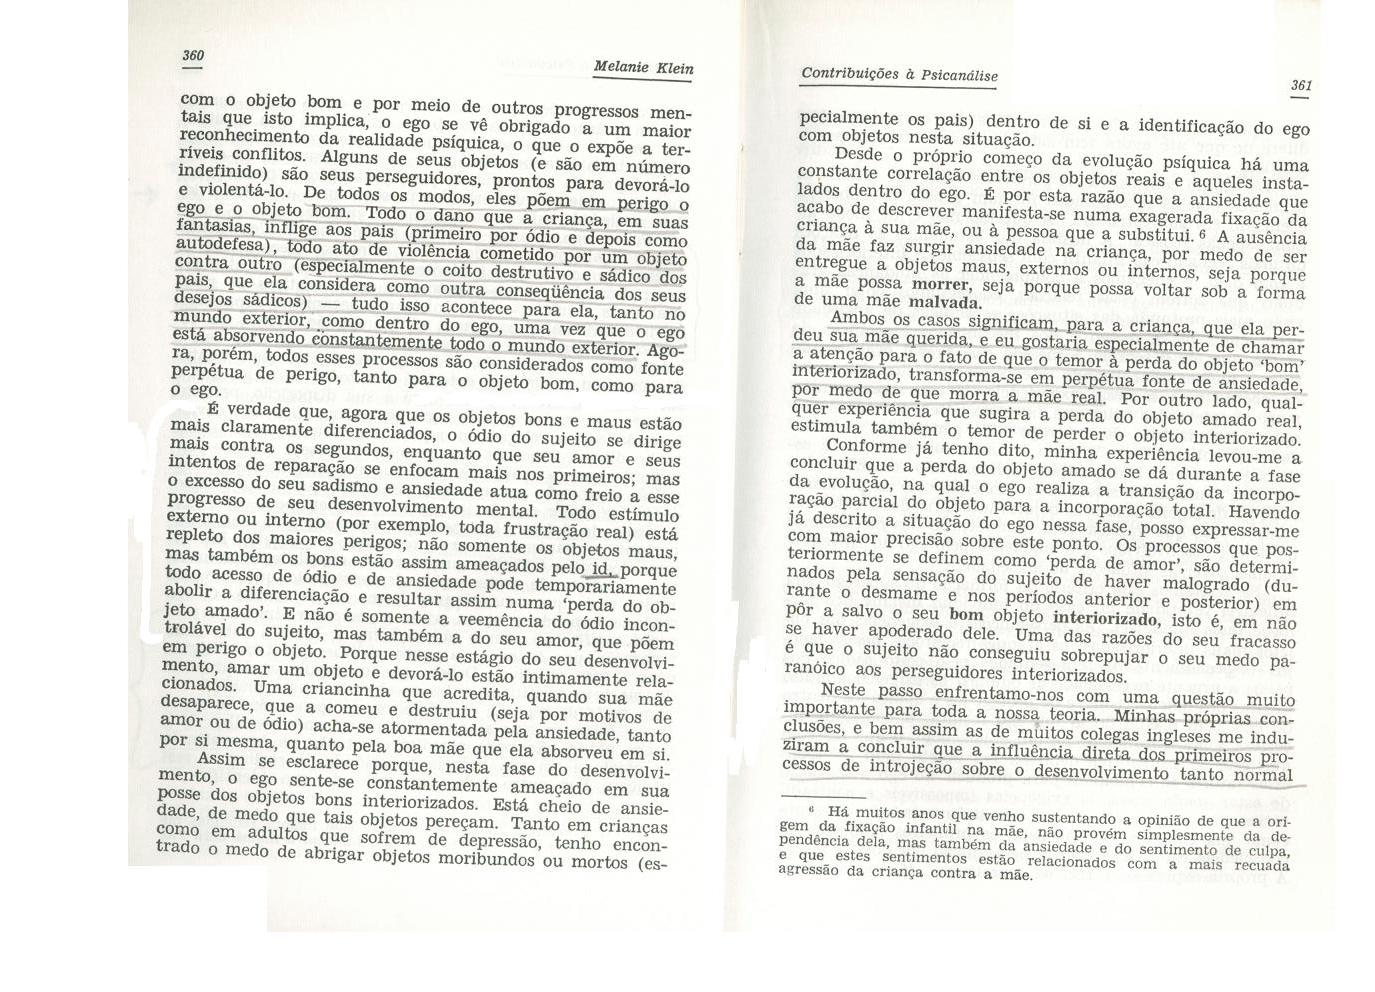 360
Melanie Klein
com o objeto bom e por meio de outros progressos men-
tais que isto implica, o ego se vê obrigado a um maior
reconhecimento da realidade psíquica, o que o expõe a ter-
ríveis conflitos. Alguns de seus objetos (e são em número
indefinido) são seus perseguidores, prontos para devorá-lo
e violentá-lo. De todos os modos, eles põem em perigo o
ego e o objeto bom. Todo o dano que a criança, em suas
fantasias, inflige aos pais (primeiro por ódio e depois como
autodefesa), todo ato de violência cometido por um objeto
contra outro (especialmente o coito destrutivo e sádico dos
pais, que ela considera como outra conseqüência dos seus
desejos sádicos) — tudo isso acontece para ela, tanto no
mundo exterior, como dentro do ego, uma vez que o ego
está absorvendo constantemente todo o mundo exterior. Ago-
ra, porém, todos esses processos são considerados como fonte
perpétua de perigo, tanto para o objeto bom, como para
o ego.
É verdade que, agora que os objetos bons e maus estão
mais claramente diferenciados, o ódio do sujeito se dirige
mais contra os segundos, enquanto que seu amor e seus
intentos de reparação se enfocam mais nos primeiros; mas
o excesso do seu sadismo e ansiedade atua como freio a esse
progresso de seu desenvolvimento mental. Todo estímulo
externo ou interno (por exemplo, toda frustração real) está
repleto dos maiores perigos; não somente os objetos maus,
mas também os bons estão assim ameaçados pelo id, porque
todo acesso de ódio e de ansiedade pode temporariamente
abolir a diferenciação e resultar assim numa ‘perda do ob-
jeto amado’. E não é somente a veemência do ódio incon-
trolável do sujeito, mas também a do seu amor, que põem
em perigo o objeto. Porque nesse estágio do seu desenvolvi-
mento, amar um objeto e devorá-lo estão intimamente rela-
cionados. Uma criancinha que acredita, quando sua mãe
desaparece, que a comeu e destruiu (seja por motivos de
amor ou de ódio) acha-se atormentada pela ansiedade, tanto
por si mesma, quanto pela boa mãe que ela absorveu em si.
Assim se esclarece porque, nesta fase do desenvolvi-
mento, o ego sente-se constantemente ameaçado em sua
posse dos objetos bons interiorizados. Está cheio de ansie-
dade, de medo que tais objetos pereçam. Tanto em crianças
como em adultos que sofrem de depressão, tenho encon-
trado o medo de abrigar objetos moribundos ou mortos (es-
Contribuições à Psicanálise
361
pecialmente os pais) dentro de si e a identificação do ego
com objetos nesta situação.
Desde o próprio começo da evolução psíquica há uma
constante correlação entre os objetos reais e aqueles insta-
lados dentro do ego. É por esta razão que a ansiedade que
acabo de descrever manifesta-se numa exagerada fixação da
criança à sua mãe, ou à pessoa que a substitui. 6 A ausência
da mãe faz surgir ansiedade na criança, por medo de ser
entregue a objetos maus, externos ou internos, seja porque
a mãe possa morrer, seja porque possa voltar sob a forma
de uma mãe malvada.
Ambos os casos significam, para a criança, que ela per-
deu sua mãe querida, e eu gostaria especialmente de chamar
a atenção para o fato de que o temor à perda do objeto ‘bom’
interiorizado, transforma-se em perpétua fonte de ansiedade,
por medo de que morra a mãe real. Por outro lado, qual-
quer experiência que sugira a perda do objeto amado real,
estimula também o temor de perder o objeto interiorizado.
Conforme já tenho dito, minha experiência levou-me a
concluir que a perda do objeto amado se dá durante a fase
da evolução, na qual o ego realiza a transição da incorpo-
ração parcial do objeto para a incorporação total. Havendo
já descrito a situação do ego nessa fase, posso expressar-me
com maior precisão sobre este ponto. Os processos que pos-
teriormente se definem como ‘perda de amor’, são determi-
nados pela sensação do sujeito de haver malogrado (du-
rante o desmame e nos períodos anterior e posterior) em
pôr a salvo o seu bom objeto interiorizado, isto é, em não
se haver apoderado dele. Uma das razões do seu fracasso
é que o sujeito não conseguiu sobrepujar o seu medo pa-
ranóico aos perseguidores interiorizados.
Neste passo enfrentamo-nos com uma questão muito
importante para toda a nossa teoria. Minhas próprias con-
clusões, e bem assim as de muitos colegas ingleses me indu-
ziram a concluir que a influência direta dos primeiros pro-
cessos de introjeção sobre o desenvolvimento tanto normal
6 Há muitos anos que venho sustentando a opinião de que a ori-
gem da fixação infantil na mãe, não provém simplesmente da de-
pendência dela, mas também da ansiedade e do sentimento de culpa,
e que estes sentimentos estão relacionados com a mais recuada
agressão da criança contra a mãe.